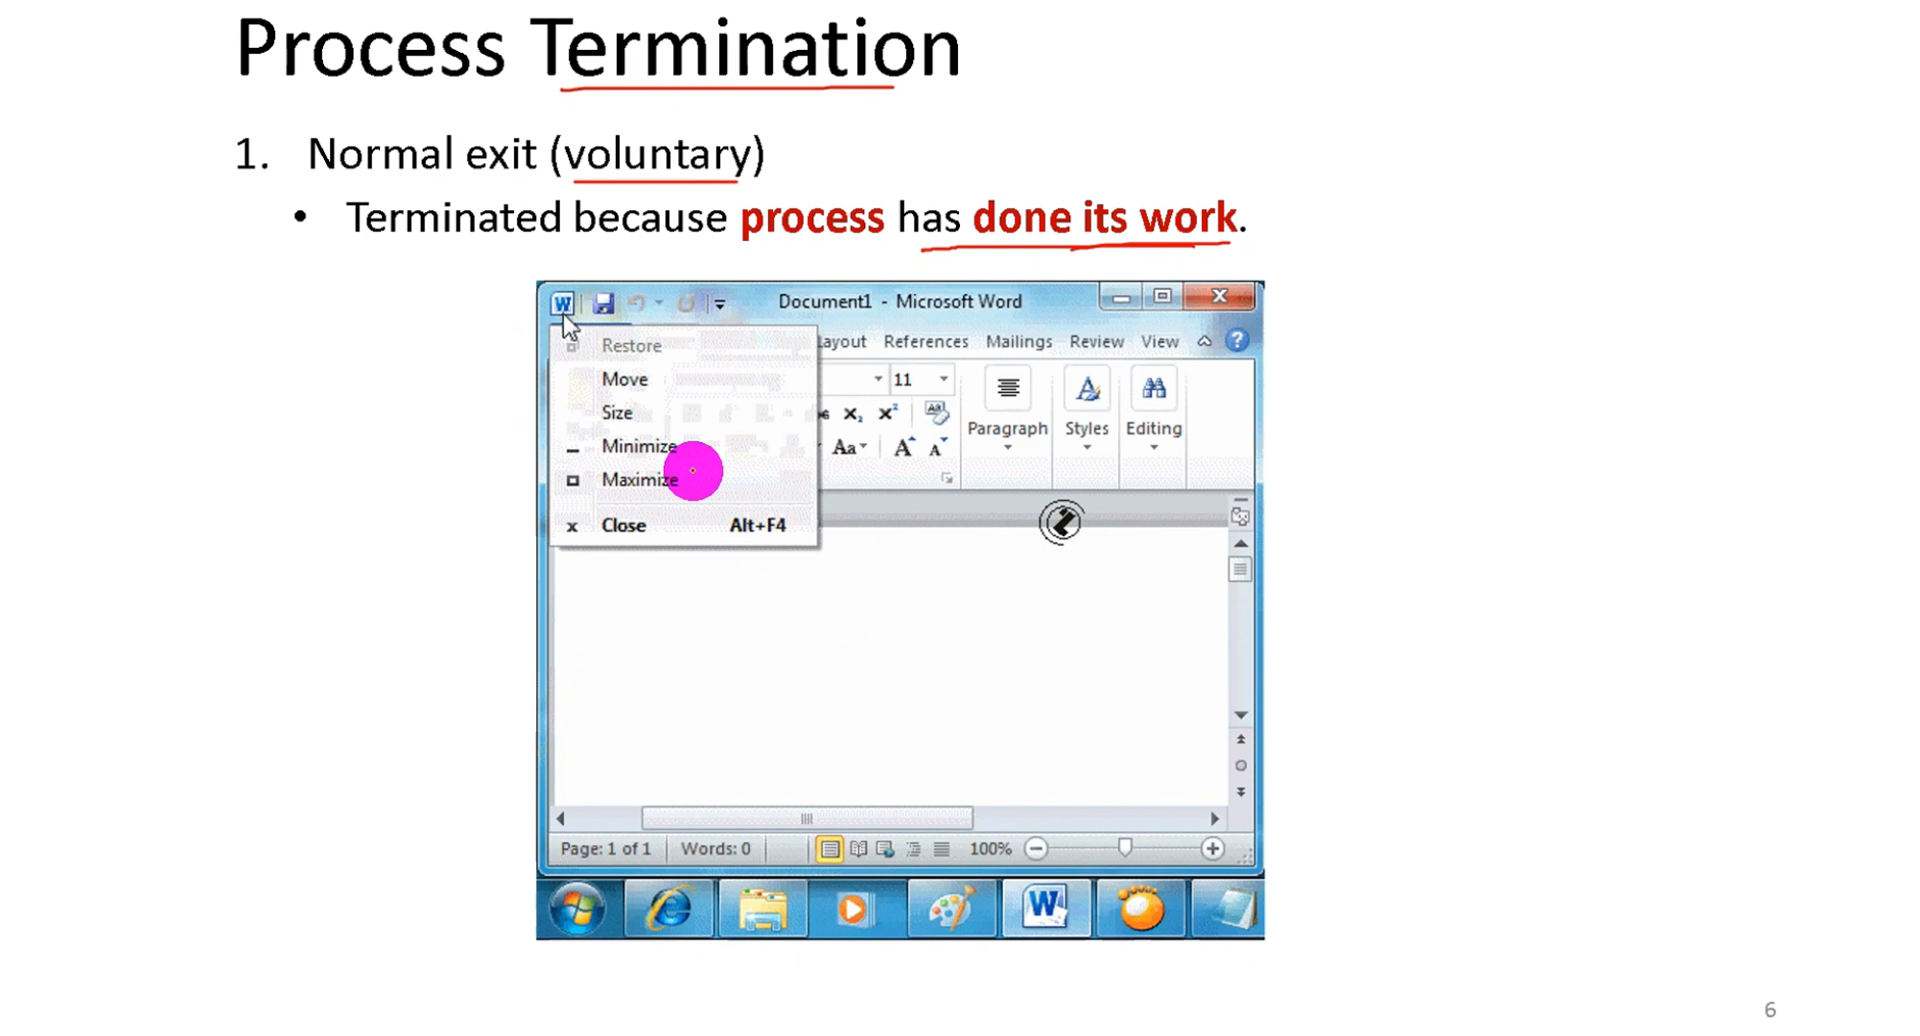 Process Termination
1. Normal exit (voluntary)
• Terminated because process has done its work.
W Document1 - Microsoft Word
Restore
Layout References Mailings Review View
Move
11
Size
Minimize
Paragraph Styles Editing
Aa A A
Maximize
x Close Alt+F4
Page: 1 of 1 Words: 0 100%
W
6